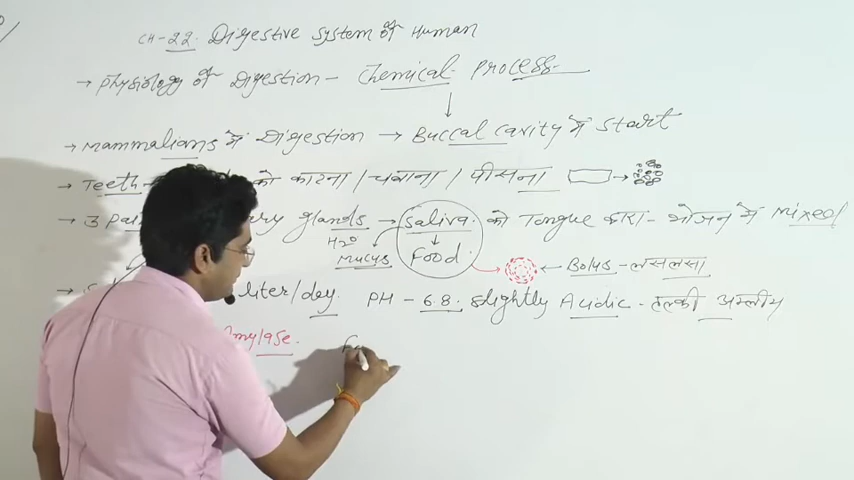 CH-22. Digestive System of Human
→ Physiology of Digestion - Chemical Process
→ Mammalians में Digestion → Buccal cavity में start
→ Teeth को काटना / चबाना / पीसना
→ 3 glands → saliva को Tongue द्वारा - भोजन में mixed
H2O
Mucus
Food
Bolus - लसलसा
liter/day. PH - 6.8. slightly Acidic - हल्की अम्लीय
Amylase.